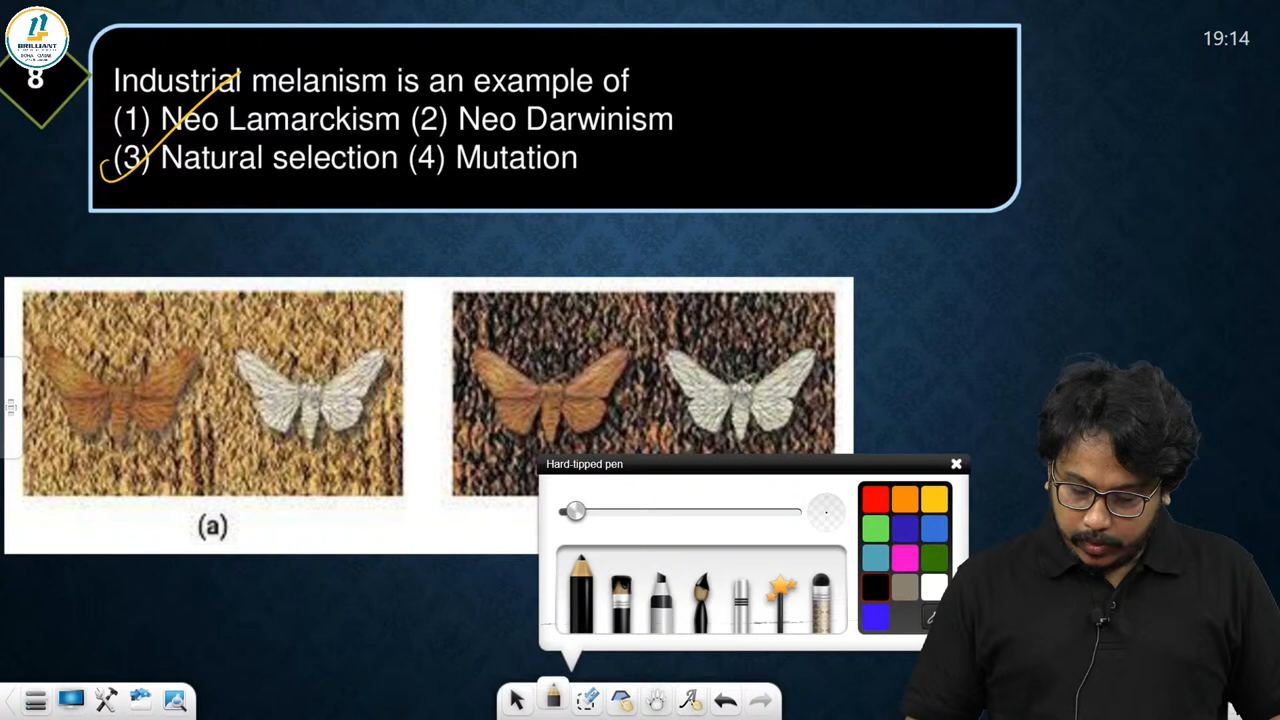 BRILLIANT
19:14
8
Industrial melanism is an example of
(1) Neo Lamarckism (2) Neo Darwinism
(3) Natural selection (4) Mutation
Hard-tipped pen
(a)